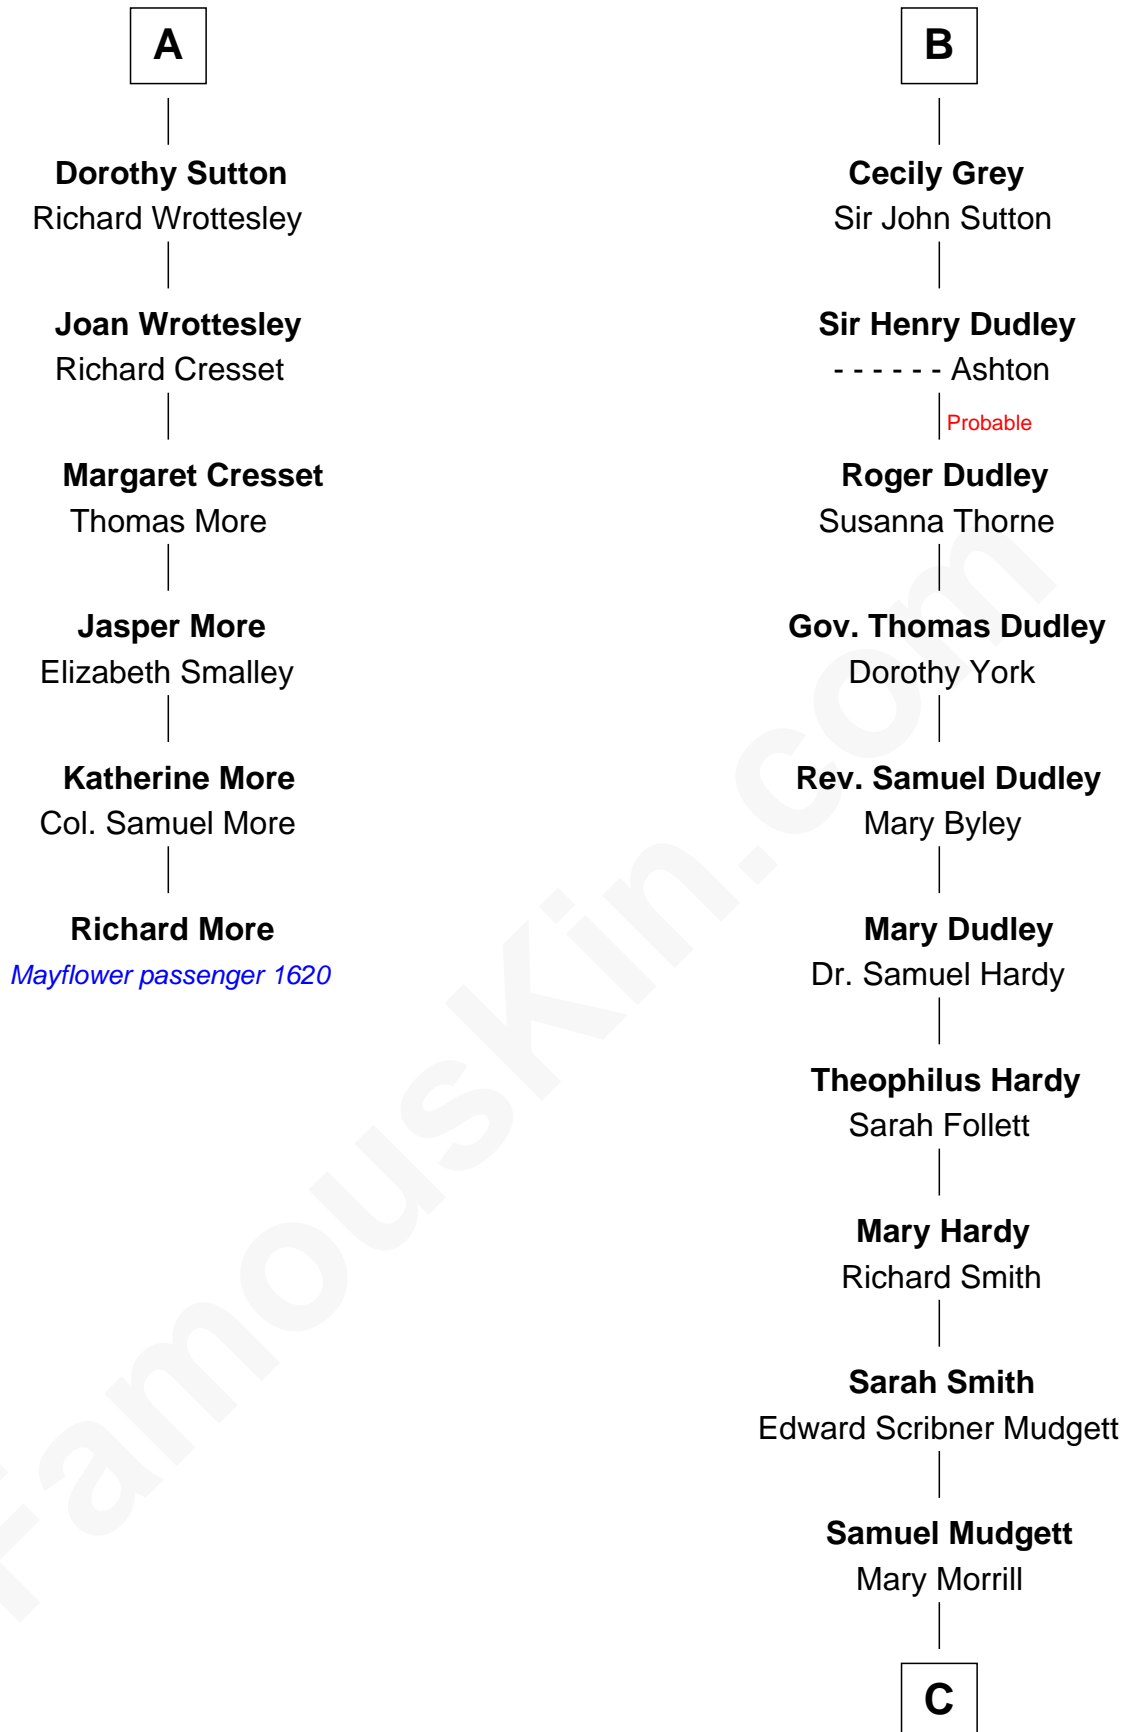 A
Dorothy Sutton
Richard Wrottesley
Joan Wrottesley
Richard Cresset
Margaret Cresset
Thomas More
Jasper More
Elizabeth Smalley
Katherine More
Col. Samuel More
Richard More
Mayflower passenger 1620
B
Cecily Grey
Sir John Sutton
Sir Henry Dudley
- - - - - - Ashton
Probable
Roger Dudley
Susanna Thorne
Gov. Thomas Dudley
Dorothy York
Rev. Samuel Dudley
Mary Byley
Mary Dudley
Dr. Samuel Hardy
Theophilus Hardy
Sarah Follett
Mary Hardy
Richard Smith
Sarah Smith
Edward Scribner Mudgett
Samuel Mudgett
Mary Morrill
C
FamousKin.com